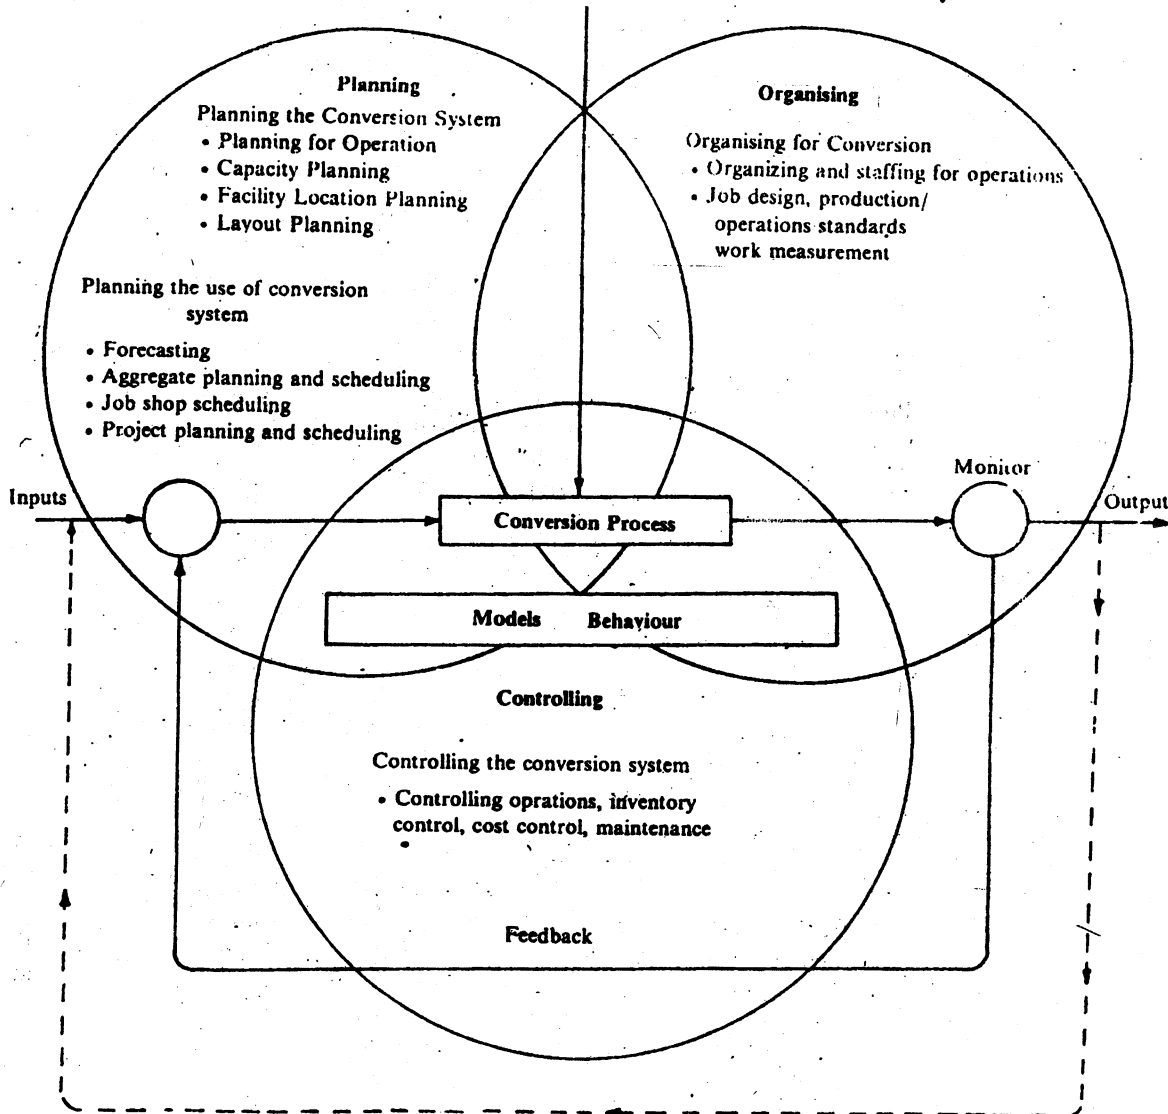 Planning
Planning the Conversion System
• Planning for Operation
• Capacity Planning
• Facility Location Planning
• Layout Planning
Planning the use of conversion
system
• Forecasting
• Aggregate planning and scheduling
• Job shop scheduling
• Project planning and scheduling
Organising
Organising for Conversion
• Organizing and staffing for operations
• Job design, production/
operations standards
work measurement
Inputs
Conversion Process
Monitor
Output
Models Behaviour
Controlling
Controlling the conversion system
• Controlling oprations, inventory
control, cost control, maintenance
Feedback